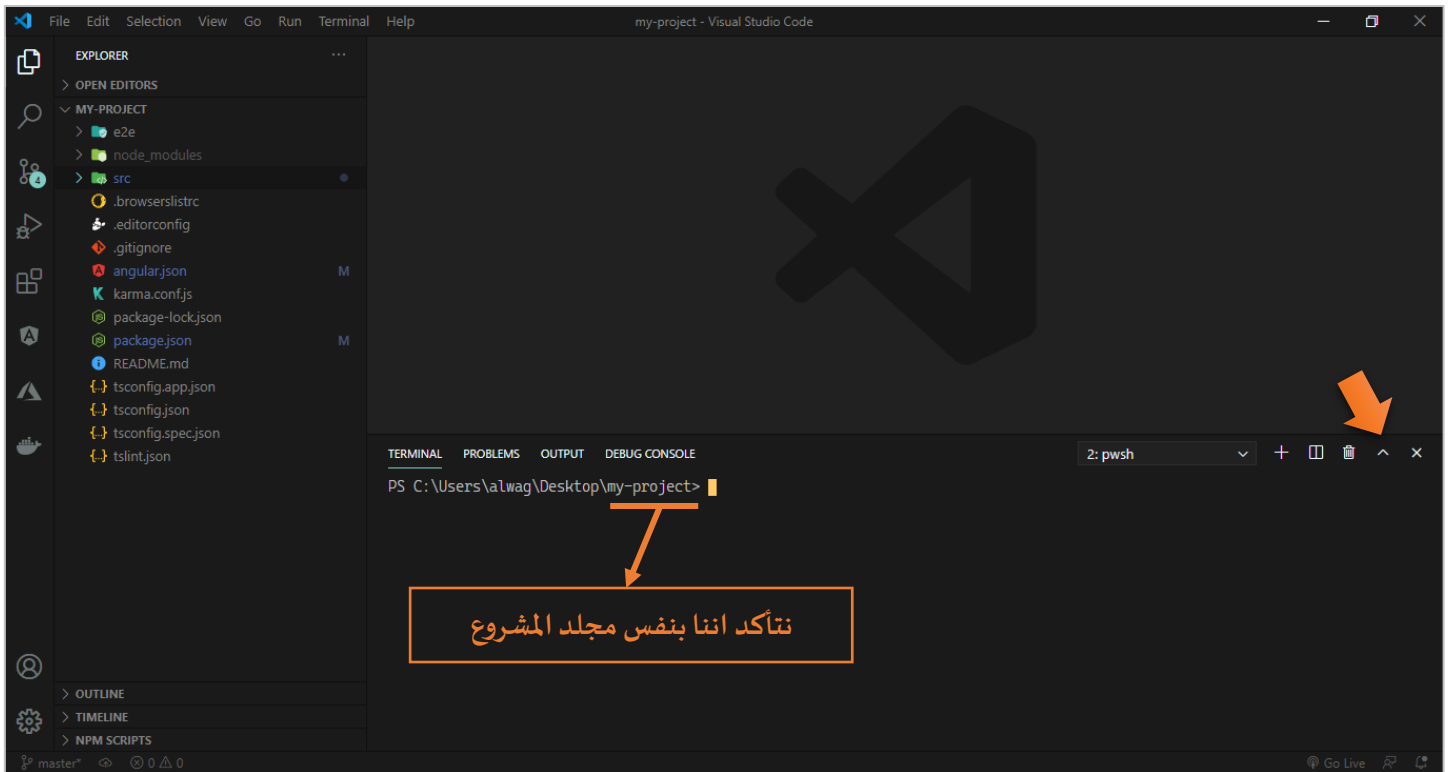 File Edit Selection View Go Run Terminal Help
my-project - Visual Studio Code
EXPLORER
OPEN EDITORS
MY-PROJECT
e2e
node_modules
src
.browserslistrc
.editorconfig
.gitignore
angular.json M
karma.conf.js
package-lock.json
package.json M
README.md
tsconfig.app.json
tsconfig.json
tsconfig.spec.json
tslint.json
OUTLINE
TIMELINE
NPM SCRIPTS
4
TERMINAL PROBLEMS OUTPUT DEBUG CONSOLE
2: pwsh
PS C:\Users\alwag\Desktop\my-project>
نتأكد اننا بنفس مجلد المشروع
master* 0 0
Go Live